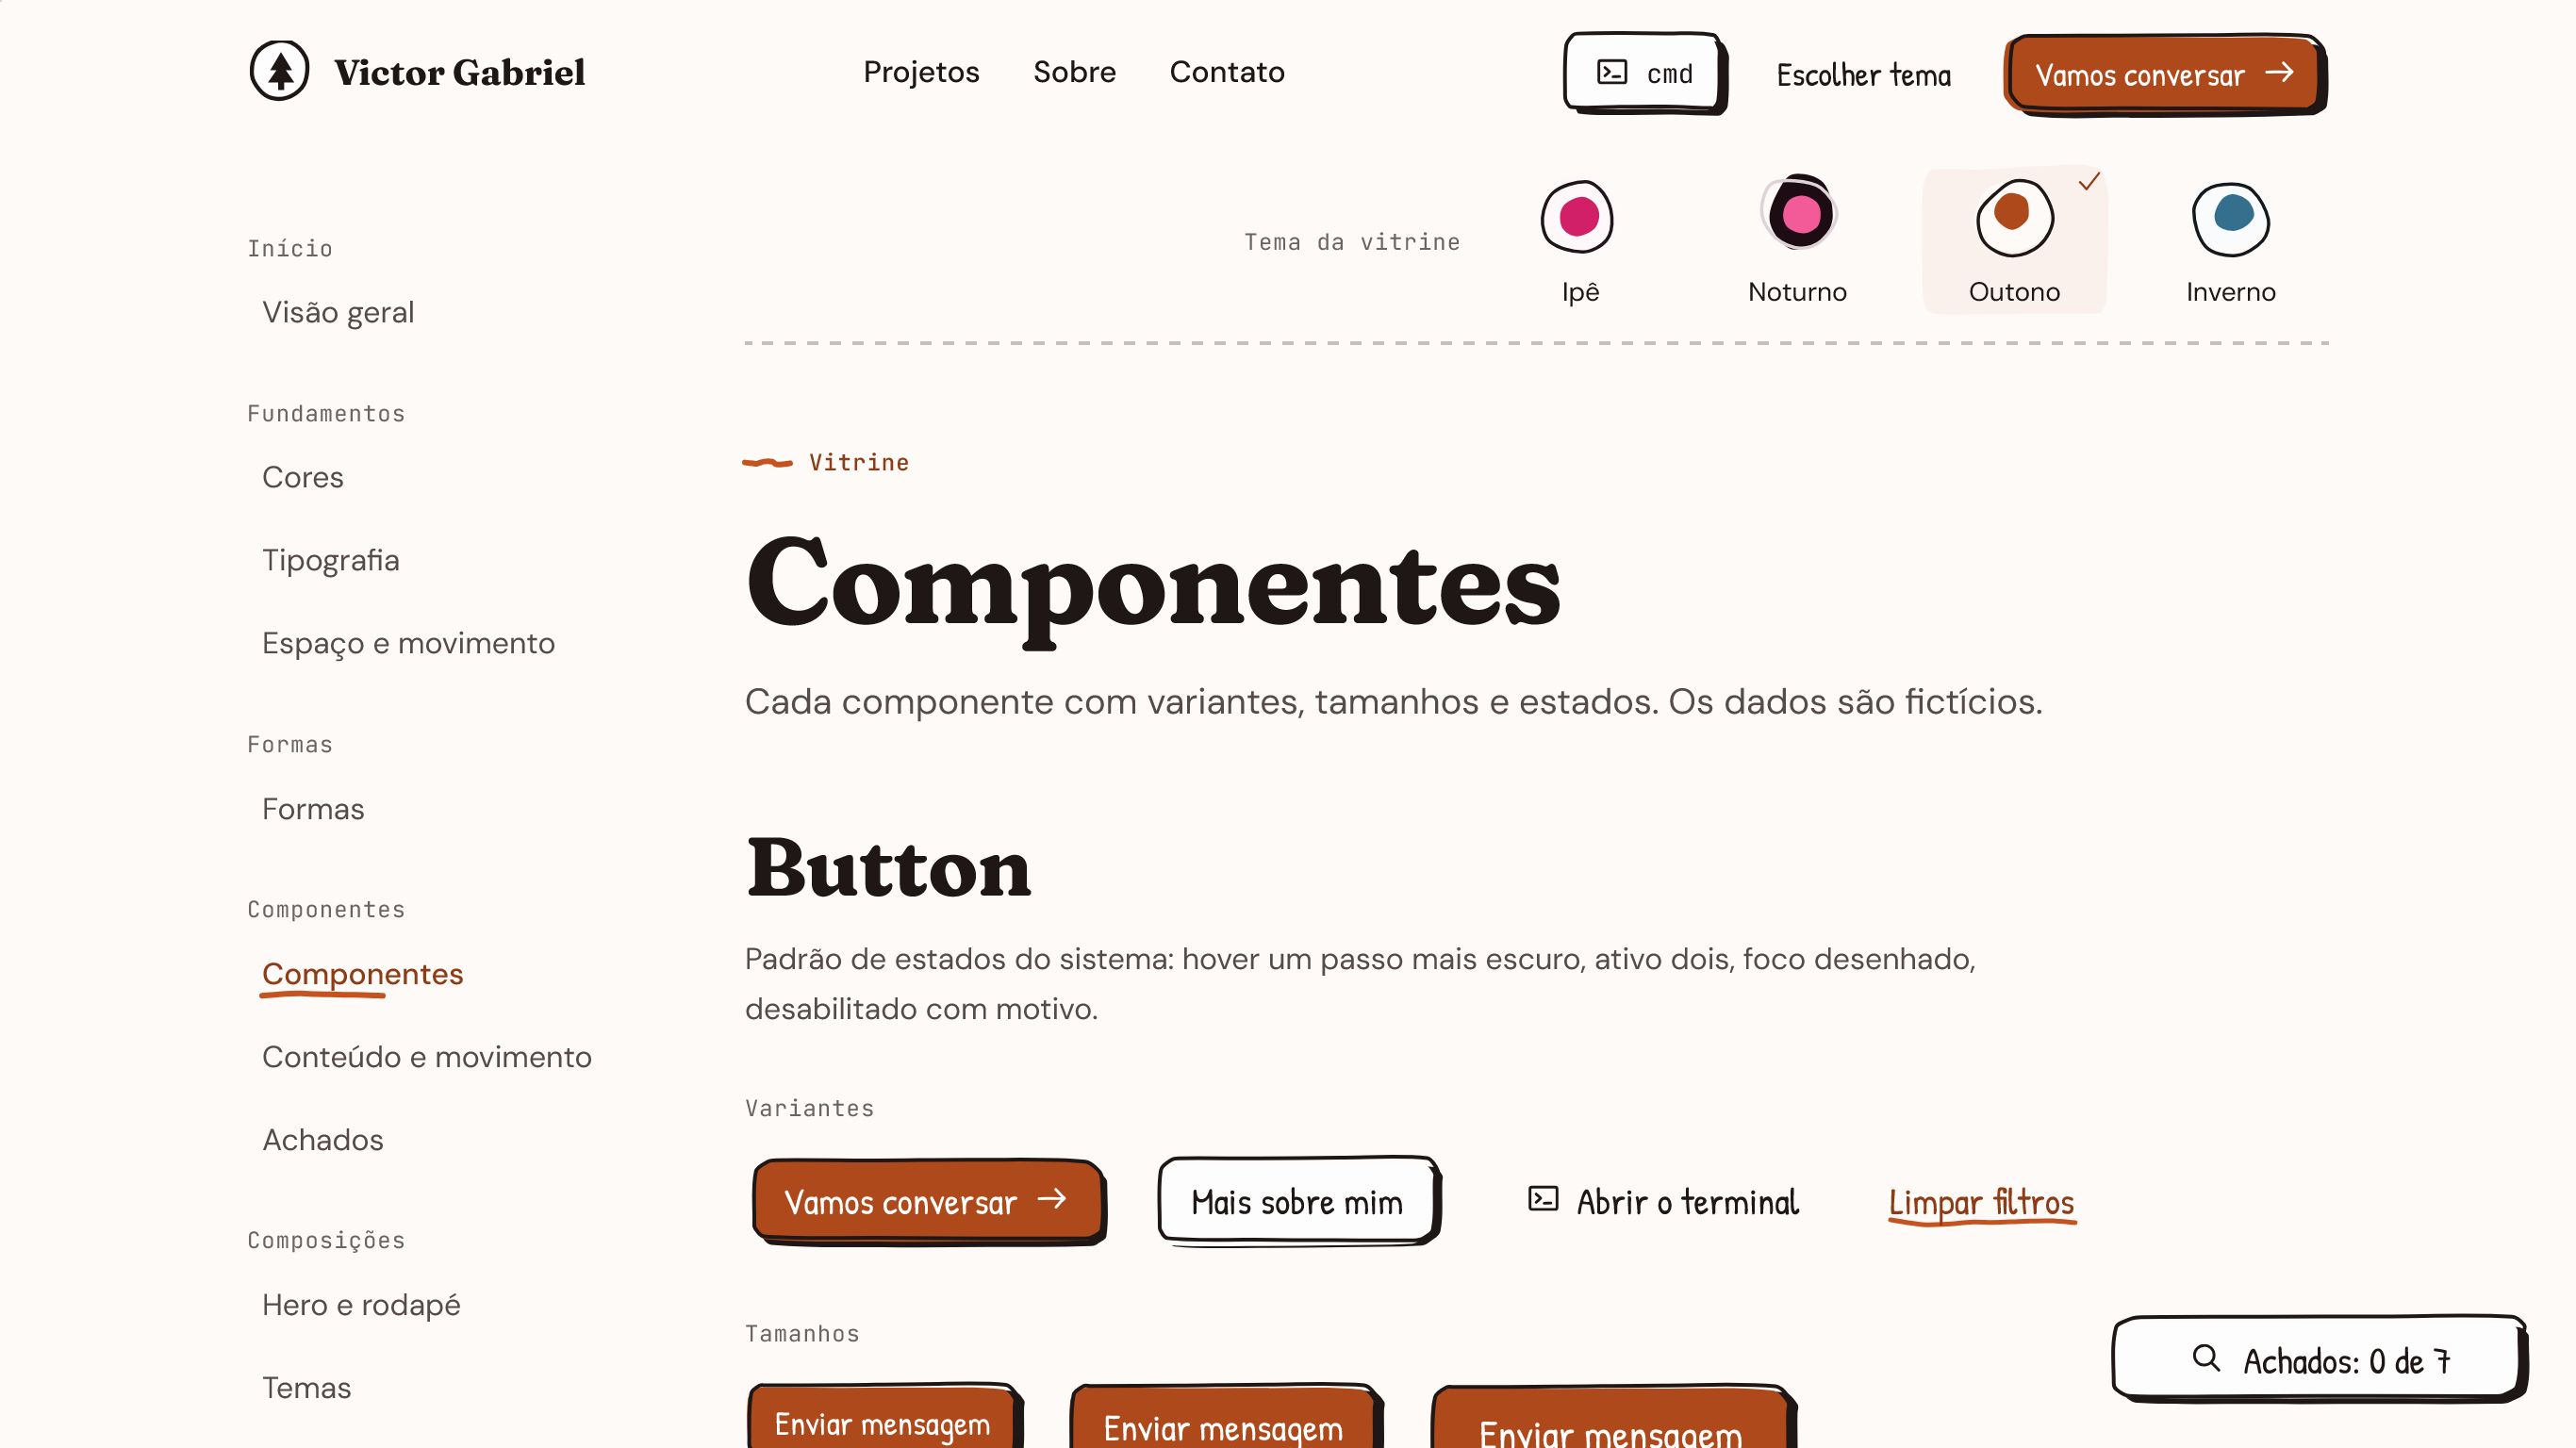 Victor Gabriel
Projetos
Sobre
Contato
cmd
Escolher tema
Vamos conversar
Tema da vitrine
Ipê
Noturno
Outono
Inverno
Início
Visão geral
Fundamentos
Cores
Tipografia
Espaço e movimento
Formas
Formas
Componentes
Componentes
Conteúdo e movimento
Achados
Composições
Hero e rodapé
Temas
Vitrine
Componentes
Cada componente com variantes, tamanhos e estados. Os dados são fictícios.
Button
Padrão de estados do sistema: hover um passo mais escuro, ativo dois, foco desenhado,
desabilitado com motivo.
Variantes
Vamos conversar
Mais sobre mim
Abrir o terminal
Limpar filtros
Tamanhos
Enviar mensagem
Enviar mensagem
Enviar mensagem
Achados: 0 de 7